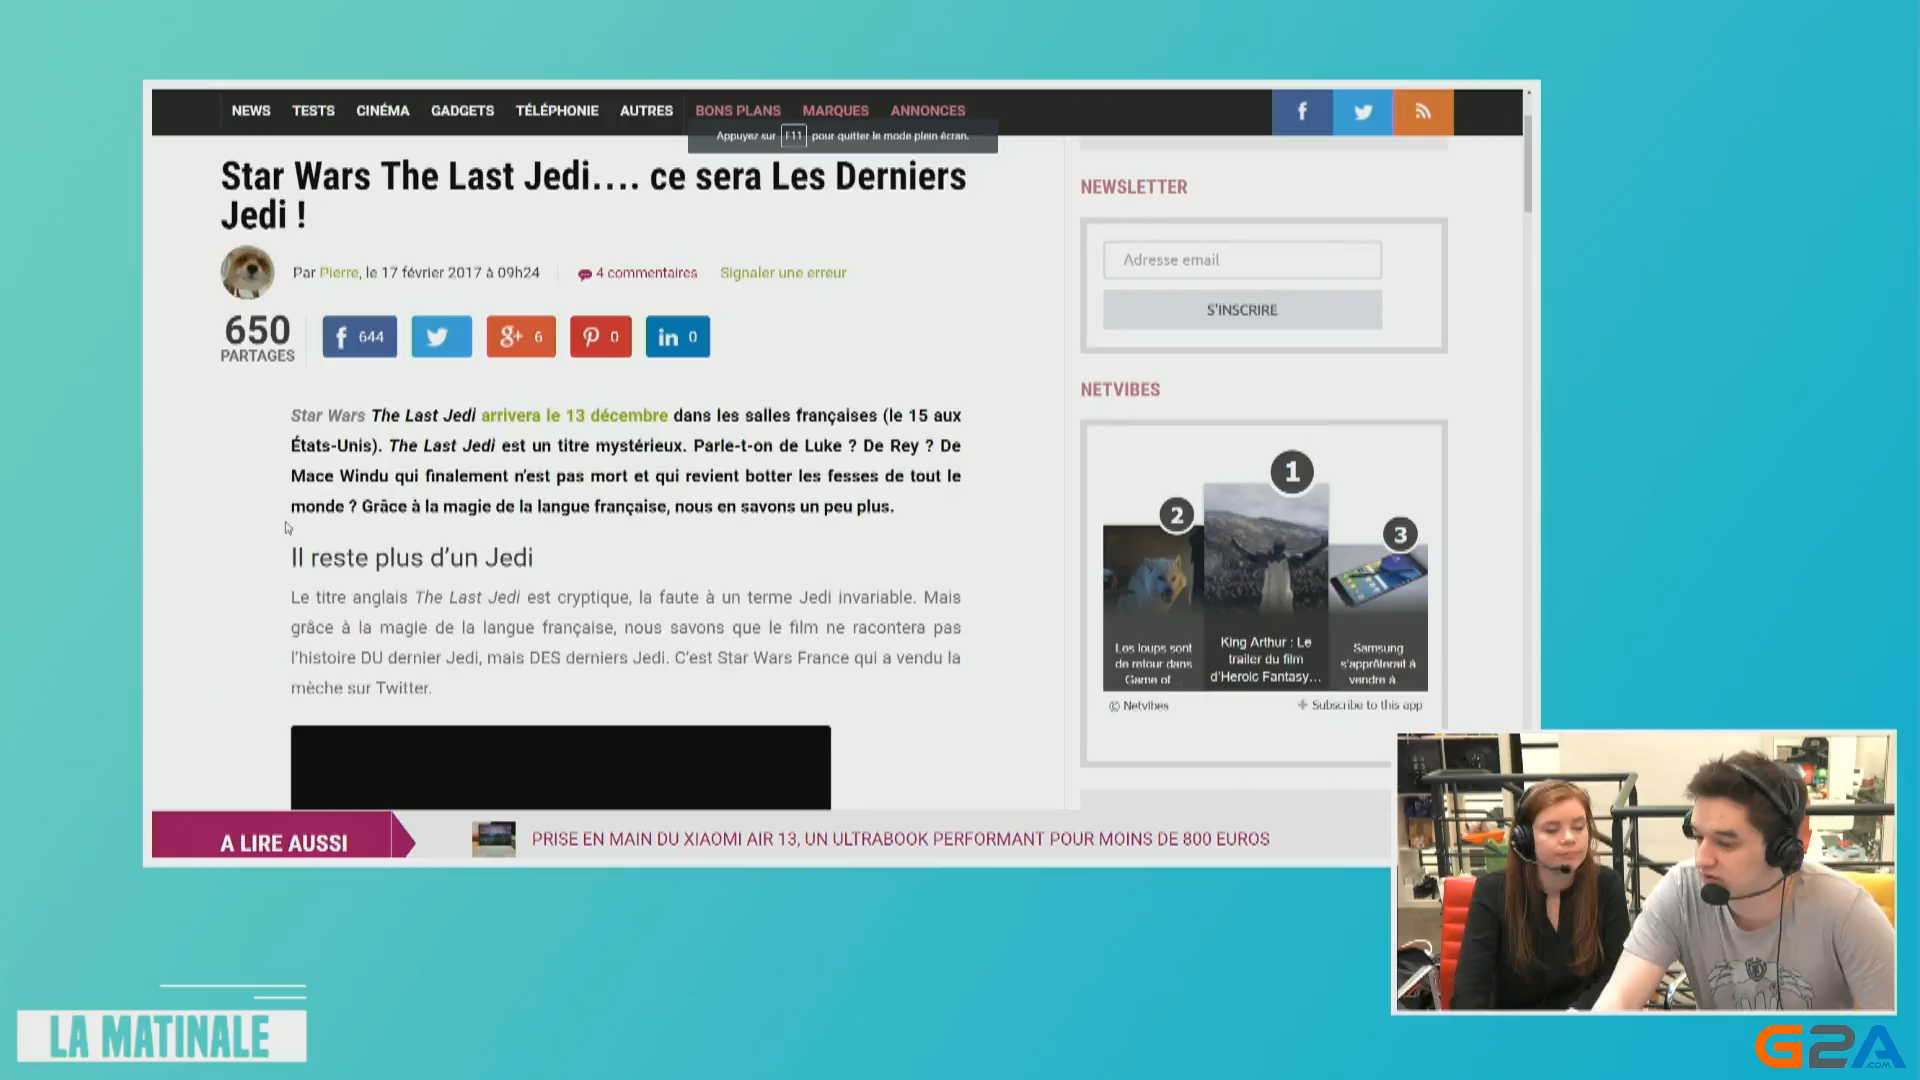 NEWS TESTS CINÉMA GADGETS TÉLÉPHONIE AUTRES BONS PLANS MARQUES ANNONCES
Appuyez sur F11 pour quitter le mode plein écran.
Star Wars The Last Jedi.... ce sera Les Derniers
Jedi !
Par Pierre, le 17 février 2017 à 09h24 4 commentaires Signaler une erreur
650
PARTAGES
644
g+ 6
0
in 0
Star Wars The Last Jedi arrivera le 13 décembre dans les salles françaises (le 15 aux
États-Unis). The Last Jedi est un titre mystérieux. Parle-t-on de Luke ? De Rey ? De
Mace Windu qui finalement n'est pas mort et qui revient botter les fesses de tout le
monde ? Grâce à la magie de la langue française, nous en savons un peu plus.
Il reste plus d'un Jedi
Le titre anglais The Last Jedi est cryptique, la faute à un terme Jedi invariable. Mais
grâce à la magie de la langue française, nous savons que le film ne racontera pas
l'histoire DU dernier Jedi, mais DES derniers Jedi. C'est Star Wars France qui a vendu la
mèche sur Twitter.
A LIRE AUSSI
PRISE EN MAIN DU XIAOMI AIR 13, UN ULTRABOOK PERFORMANT POUR MOINS DE 800 EUROS
NEWSLETTER
Adresse email
S'INSCRIRE
NETVIBES
1
2
3
Les loups sont
de retour dans
Game of
King Arthur : Le
trailer du film
d'Heroic Fantasy...
Samsung
s'apprêterait à
vendre à
© Netvibes
+ Subscribe to this app
LA MATINALE
G2A
.COM